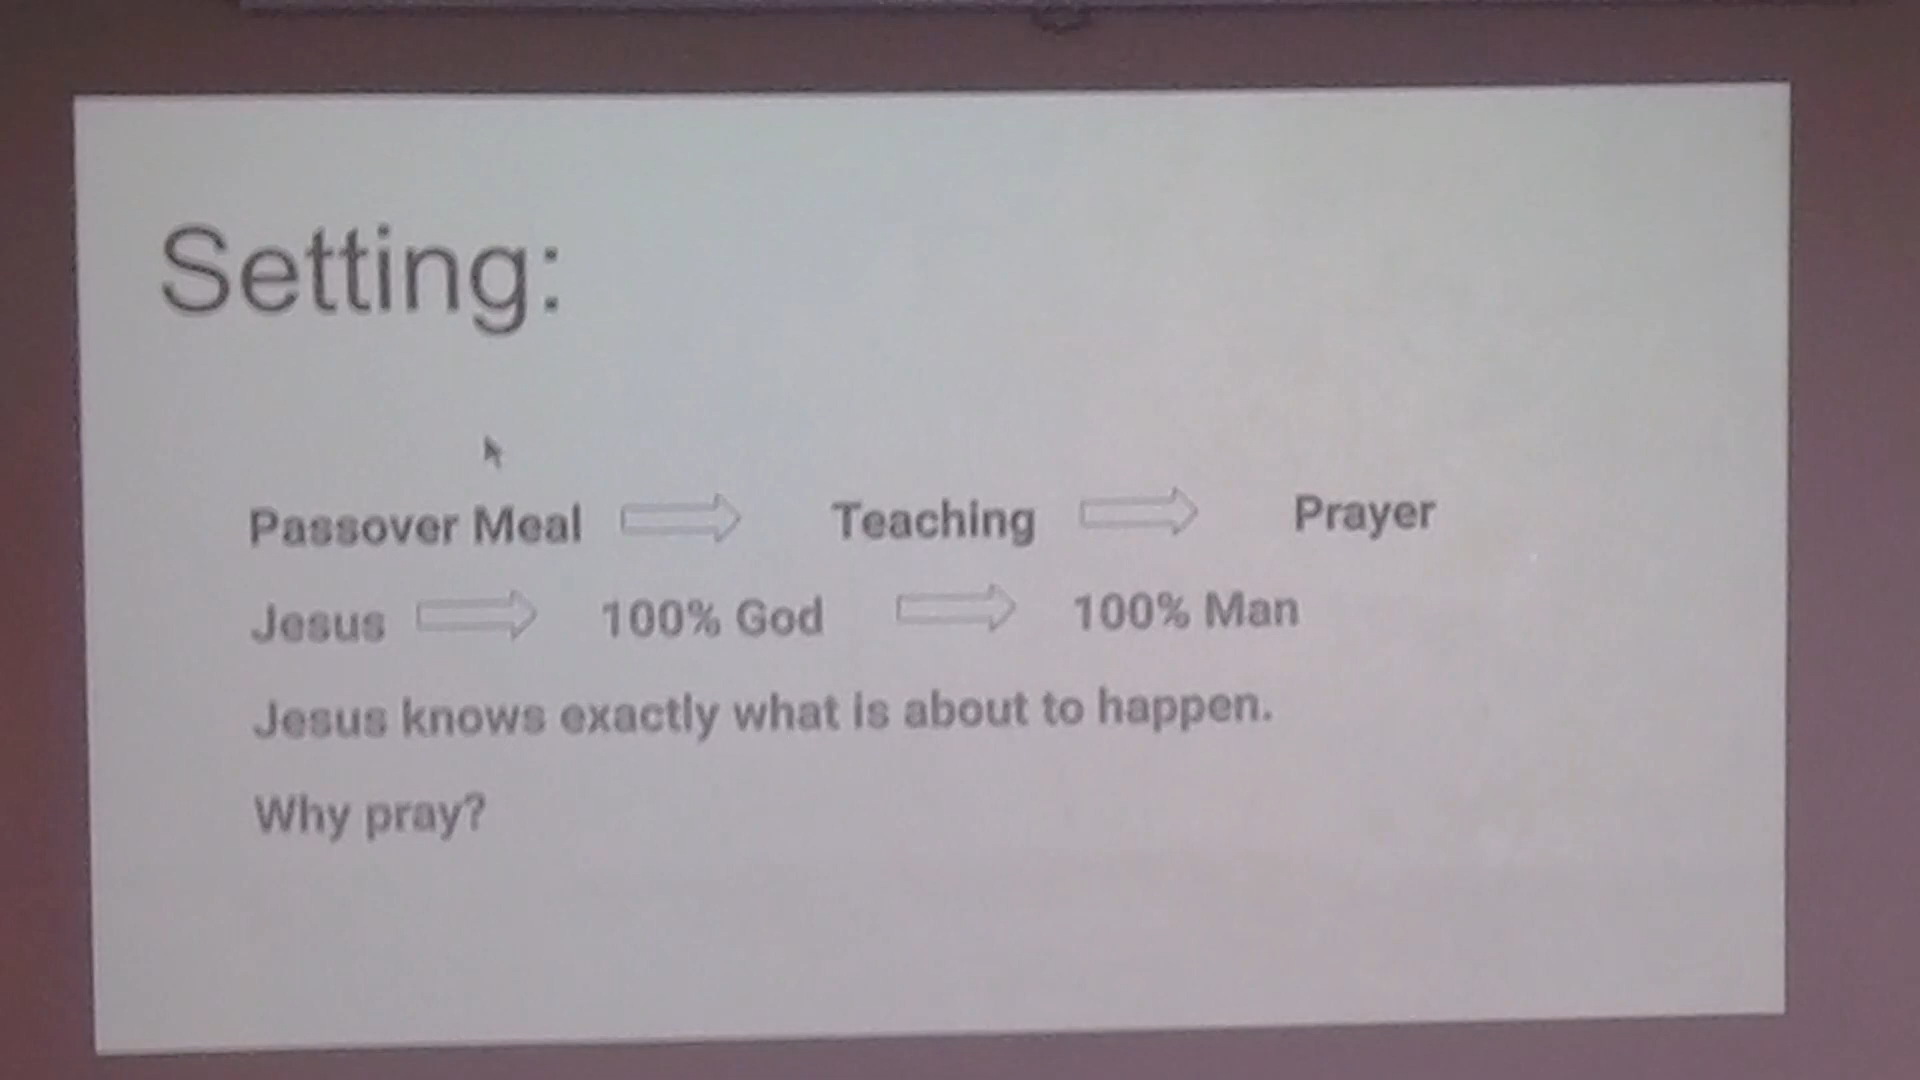 Setting:
Passover Meal Teaching Prayer
Jesus 100% God 100% Man
Jesus knows exactly what is about to happen.
Why pray?